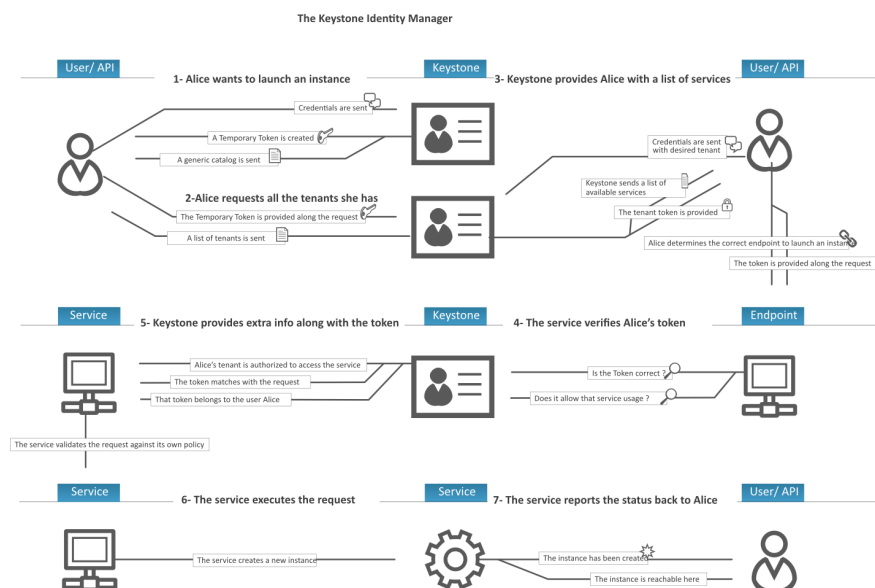 The Keystone Identity Manager
User/ API
Keystone
User/ API
1- Alice wants to launch an instance
3- Keystone provides Alice with a list of services
Credentials are sent
A Temporary Token is created
A generic catalog is sent
Credentials are sent
with desired tenant
Keystone sends a list of
available services
2-Alice requests all the tenants she has
The Temporary Token is provided along the request
The tenant token is provided
A list of tenants is sent
Alice determines the correct endpoint to launch an instan
The token is provided along the request
Service
Keystone
Endpoint
5- Keystone provides extra info along with the token
4- The service verifies Alice's token
Alice's tenant is authorized to access the service
The token matches with the request
That token belongs to the user Alice
Is the Token correct ?
Does it allow that service usage ?
The service validates the request against its own policy
Service
Service
User/ API
6- The service executes the request
7- The service reports the status back to Alice
The service creates a new instance
The instance has been created
The instance is reachable here